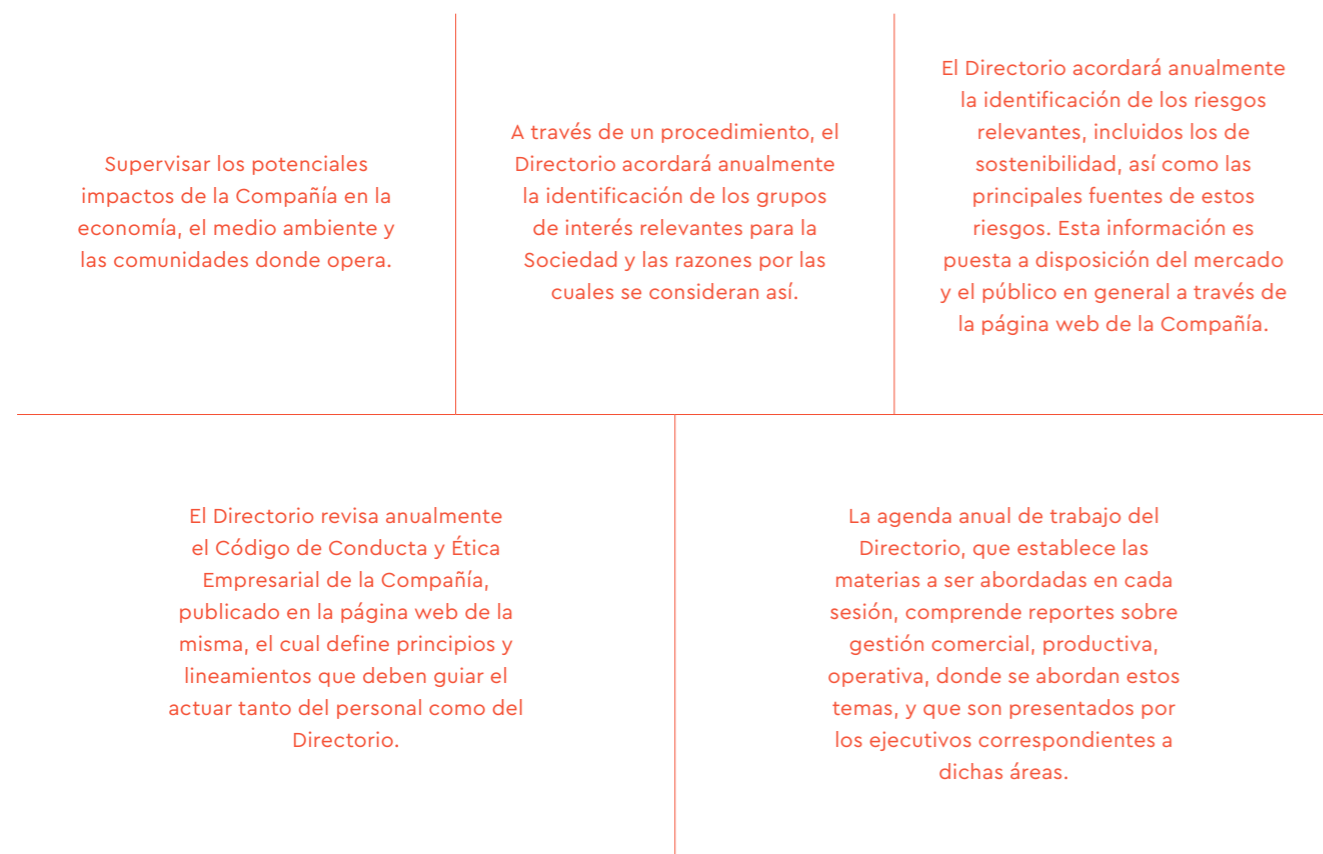 Supervisar los potenciales
impactos de la Compañía en la
economía, el medio ambiente y
las comunidades donde opera.
A través de un procedimiento, el
Directorio acordará anualmente
la identificación de los grupos
de interés relevantes para la
Sociedad y las razones por las
cuales se consideran así.
El Directorio acordará anualmente
la identificación de los riesgos
relevantes, incluidos los de
sostenibilidad, así como las
principales fuentes de estos
riesgos. Esta información es
puesta a disposición del mercado
y el público en general a través de
la página web de la Compañía.
El Directorio revisa anualmente
el Código de Conducta y Ética
Empresarial de la Compañía,
publicado en la página web de la
misma, el cual define principios y
lineamientos que deben guiar el
actuar tanto del personal como del
Directorio.
La agenda anual de trabajo del
Directorio, que establece las
materias a ser abordadas en cada
sesión, comprende reportes sobre
gestión comercial, productiva,
operativa, donde se abordan estos
temas, y que son presentados por
los ejecutivos correspondientes a
dichas áreas.